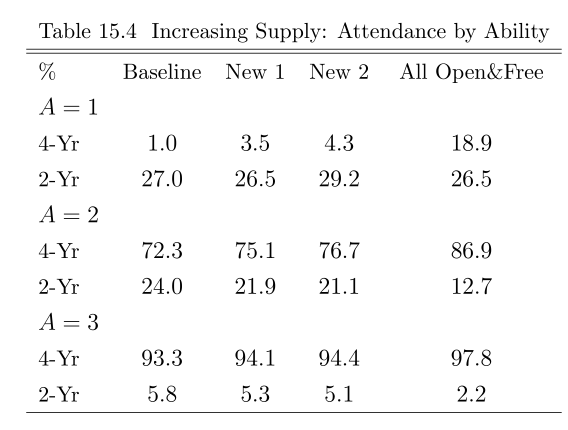 Table 15.4 Increasing Supply: Attendance by Ability
% Baseline New 1 New 2 All Open&Free
A = 1
4-Yr 1.0 3.5 4.3 18.9
2-Yr 27.0 26.5 29.2 26.5
A = 2
4-Yr 72.3 75.1 76.7 86.9
2-Yr 24.0 21.9 21.1 12.7
A = 3
4-Yr 93.3 94.1 94.4 97.8
2-Yr 5.8 5.3 5.1 2.2